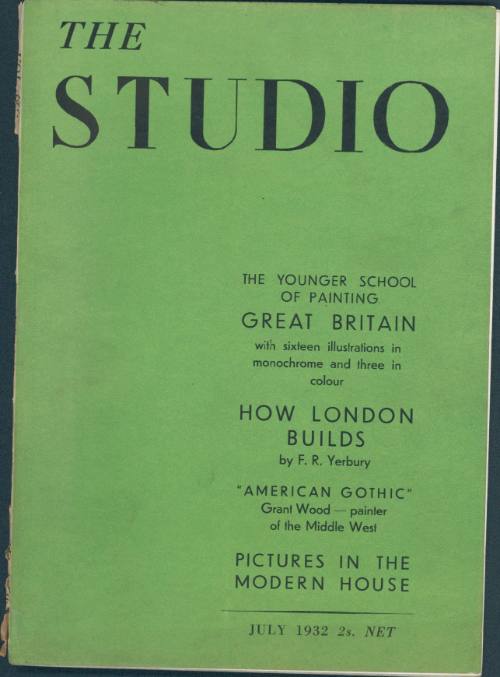 THE
STUDIO
THE YOUNGER SCHOOL
OF PAINTING
GREAT BRITAIN
with sixteen illustrations in
monochrome and three in
colour
HOW LONDON
BUILDS
by F. R. Yerbury
"AMERICAN GOTHIC"
Grant Wood — painter
of the Middle West
PICTURES IN THE
MODERN HOUSE
JULY 1932 2s. NET